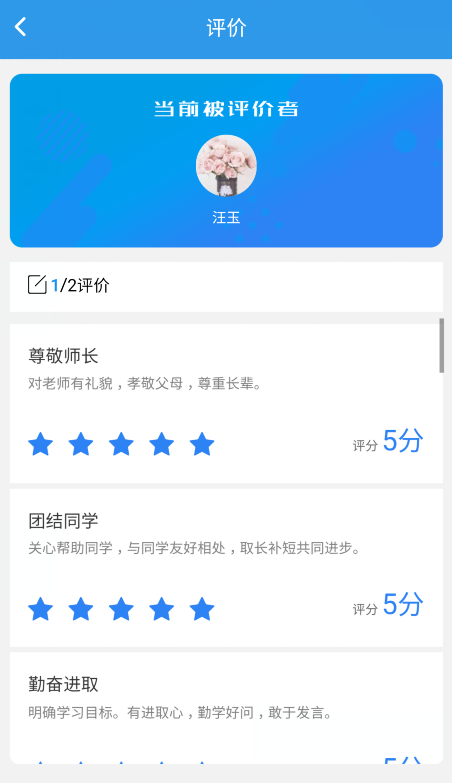 评价
当前被评价者
汪玉
1/2评价
尊敬师长
对老师有礼貌，孝敬父母，尊重长辈。
评分 5分
团结同学
关心帮助同学，与同学友好相处，取长补短共同进步。
评分 5分
勤奋进取
明确学习目标。有进取心，勤学好问，敢于发言。
5分